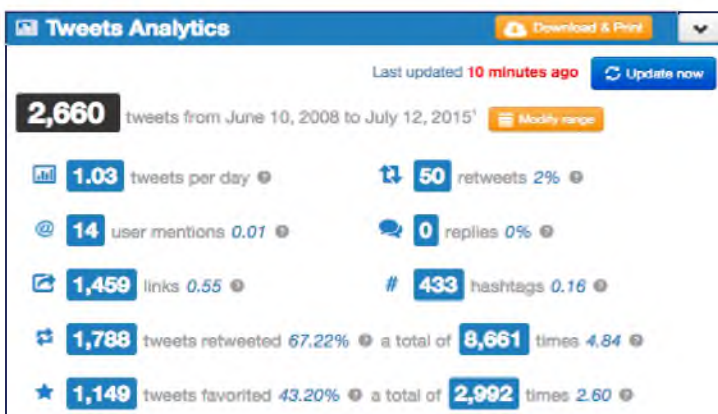 Tweets Analytics Download & Print
Last updated 10 minutes ago Update now
2,660 tweets from June 10, 2008 to July 12, 2015¹ Modify range
1.03 tweets per day ? 50 retweets 2% ?
@ 14 user mentions 0.01 ? 0 replies 0% ?
1,459 links 0.55 ? # 433 hashtags 0.16 ?
1,788 tweets retweeted 67.22% ? a total of 8,661 times 4.84 ?
1,149 tweets favorited 43.20% ? a total of 2,992 times 2.60 ?